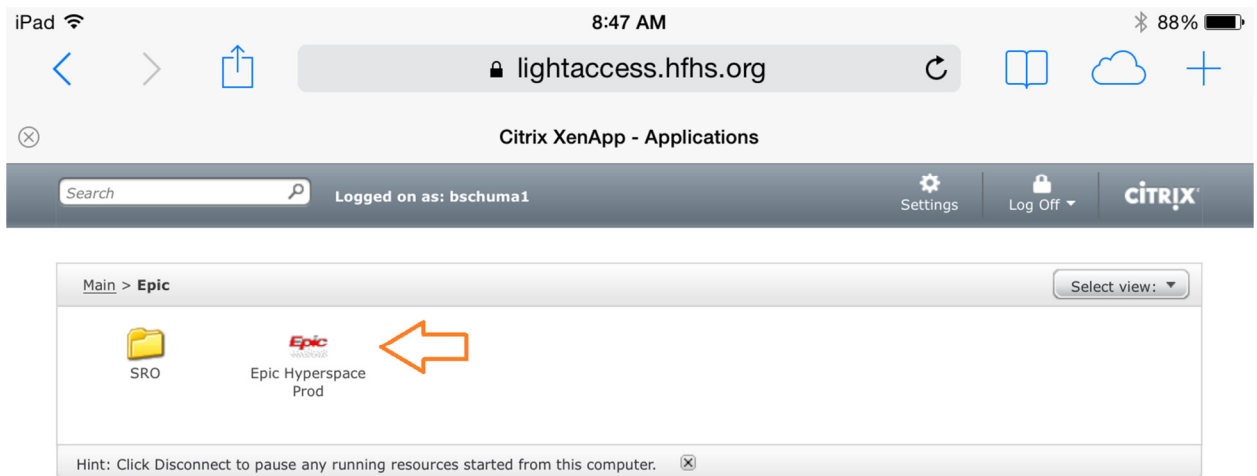 iPad 8:47 AM 88%
lightaccess.hfhs.org
Citrix XenApp - Applications
Search Logged on as: bschuma1 Settings Log Off CITRIX
Main > Epic Select view:
Epic
SRO Epic Hyperspace
Prod
Hint: Click Disconnect to pause any running resources started from this computer.